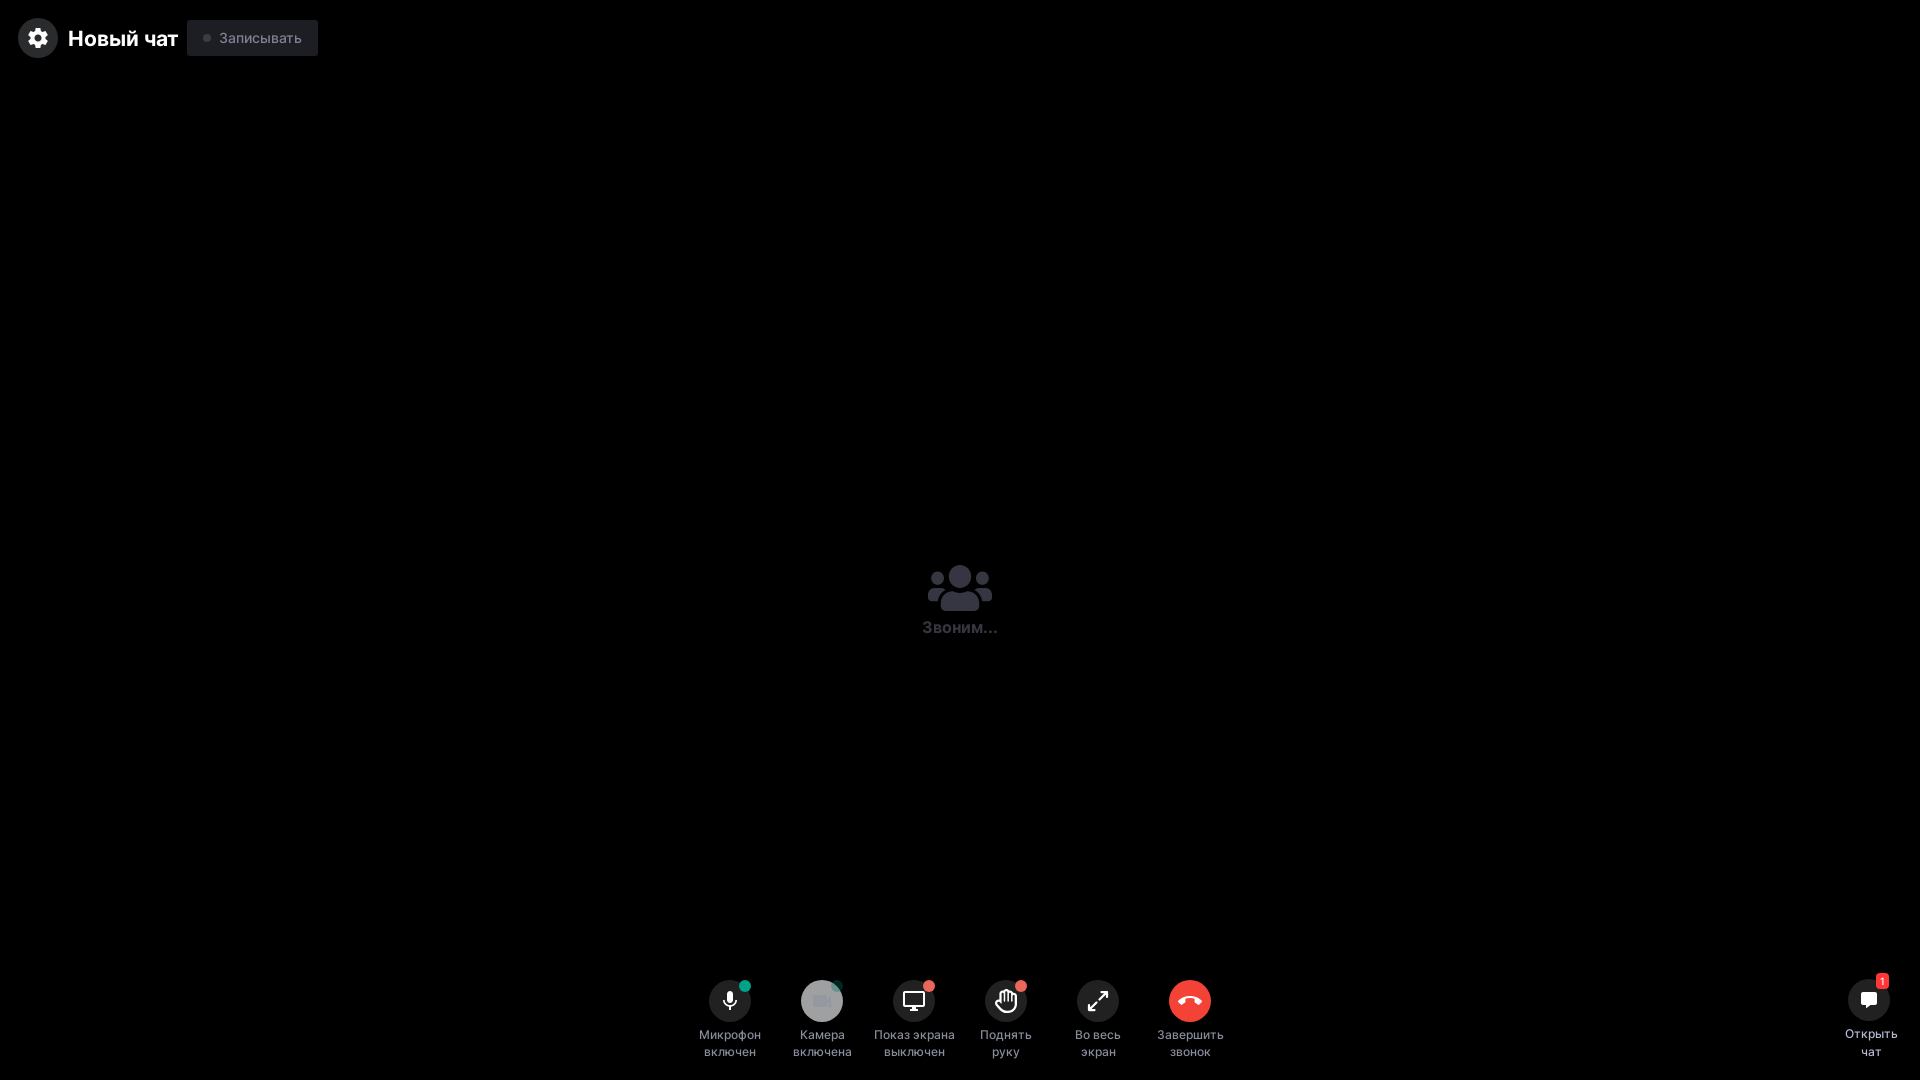 Новый чат
Записывать
Звоним...
Микрофон
включен
Камера
включена
Показ экрана
выключен
Поднять
руку
Во весь
экран
Завершить
звонок
1
Открыть
чат